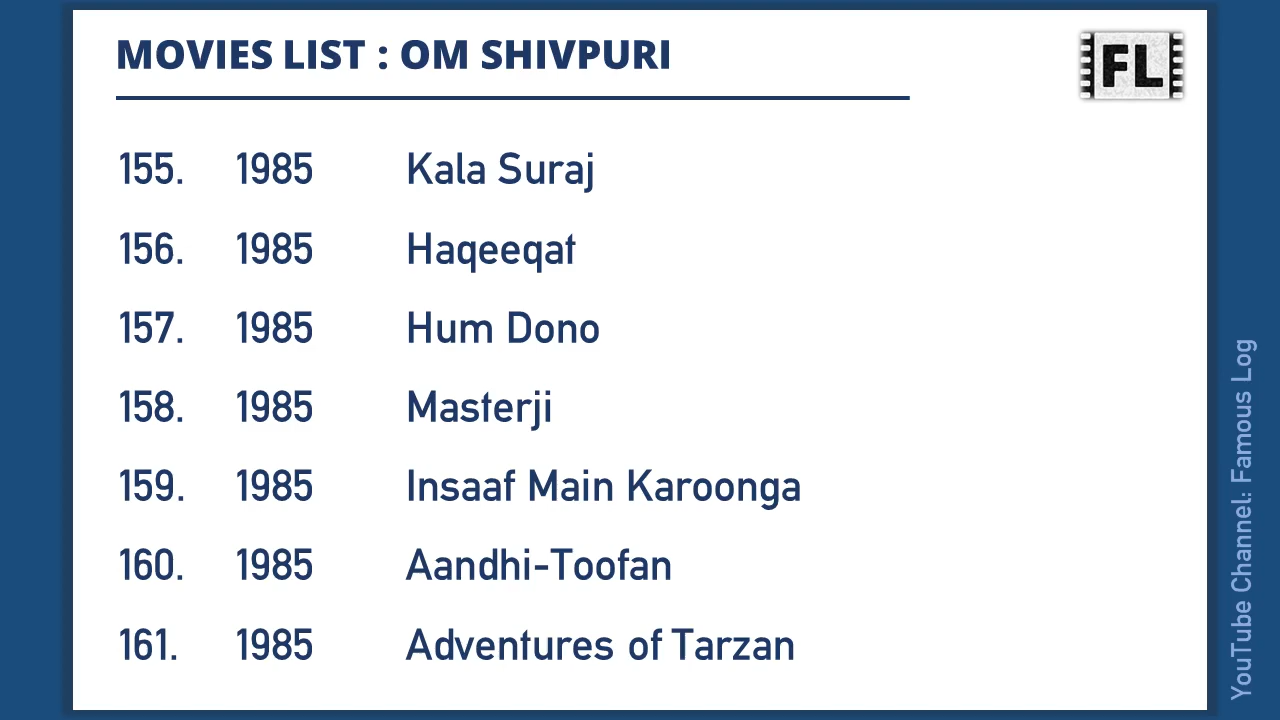 MOVIES LIST : OM SHIVPURI
FL
155. 1985 Kala Suraj
156. 1985 Haqeeqat
157. 1985 Hum Dono
158. 1985 Masterji
159. 1985 Insaaf Main Karoonga
160. 1985 Aandhi-Toofan
161. 1985 Adventures of Tarzan
YouTube Channel: Famous Log